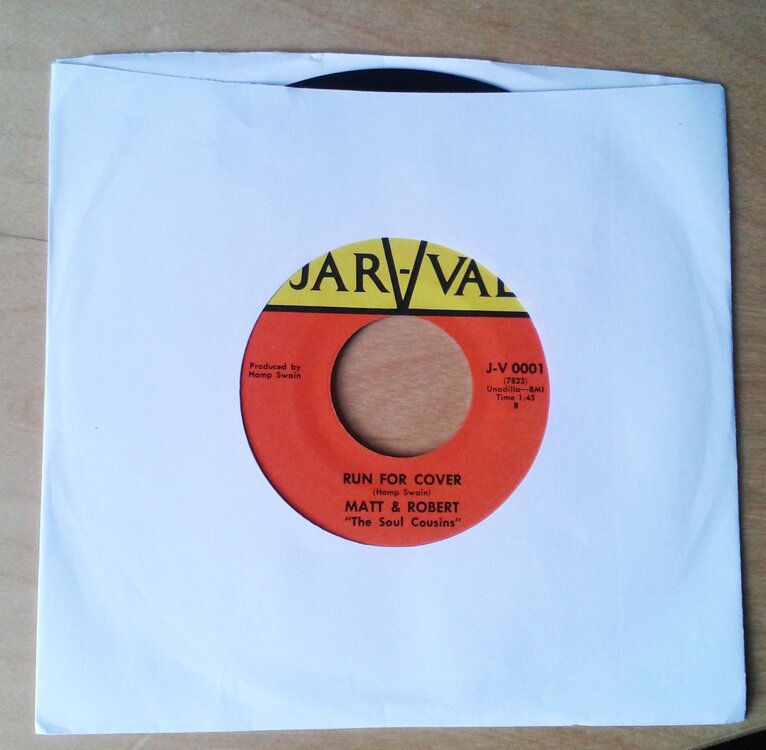 JAR-VAL
Produced by
Hamp Swain
J-V 0001
(7833)
Unadilla—BMI
Time 1:45
B
RUN FOR COVER
(Hamp Swain)
MATT & ROBERT
"The Soul Cousins"